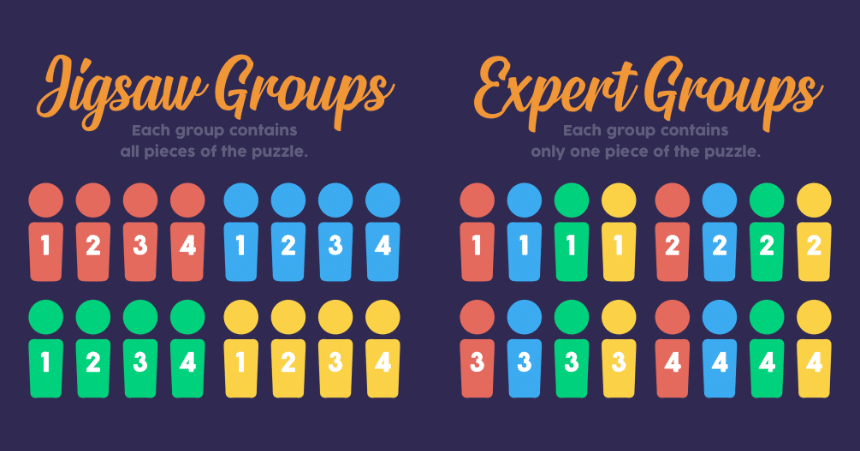 Jigsaw Groups
Each group contains
all pieces of the puzzle.
1 2 3 4 1 2 3 4
1 2 3 4 1 2 3 4
Expert Groups
Each group contains
only one piece of the puzzle.
1 1 1 1 2 2 2 2
3 3 3 3 4 4 4 4